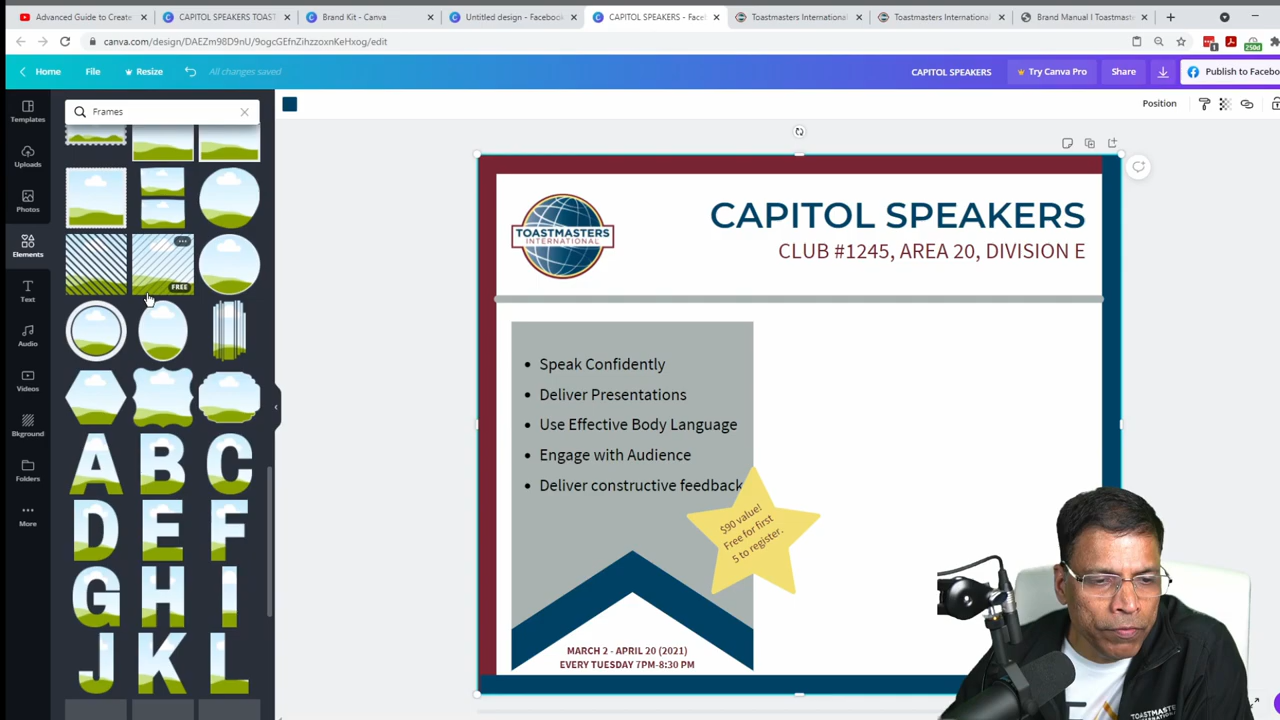 Advanced Guide to Create
CAPITOL SPEAKERS TOAST
Brand Kit - Canva
Untitled design - Facebook
CAPITOL SPEAKERS - Fac
Toastmasters International
Toastmasters International
Brand Manual | Toastmas
canva.com/design/DAEZm98D9nU/9ogcGEfnZihzzoxnKeHxog/edit
Home
File
Resize
All changes saved
CAPITOL SPEAKERS
Try Canva Pro
Share
Publish to Facebo
Templates
Uploads
Photos
Elements
Text
Audio
Videos
Bkground
Folders
More
Frames
Position
FREE
A B C
D E F
G H I
J K L
TOASTMASTERS
INTERNATIONAL
CAPITOL SPEAKERS
CLUB #1245, AREA 20, DIVISION E
• Speak Confidently
• Deliver Presentations
• Use Effective Body Language
• Engage with Audience
• Deliver constructive feedback
$90 value!
Free for first
5 to register.
MARCH 2 - APRIL 20 (2021)
EVERY TUESDAY 7PM-8:30 PM
TOASTMASTERS